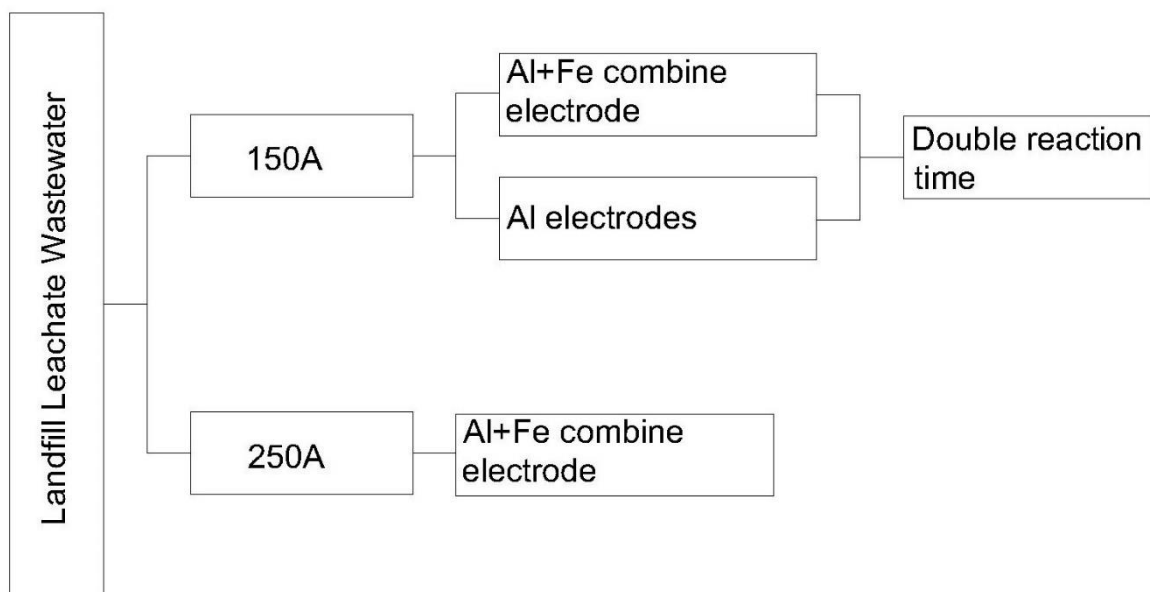 Landfill Leachate Wastewater
150A
Al+Fe combine
electrode
Al electrodes
Double reaction
time
250A
Al+Fe combine
electrode